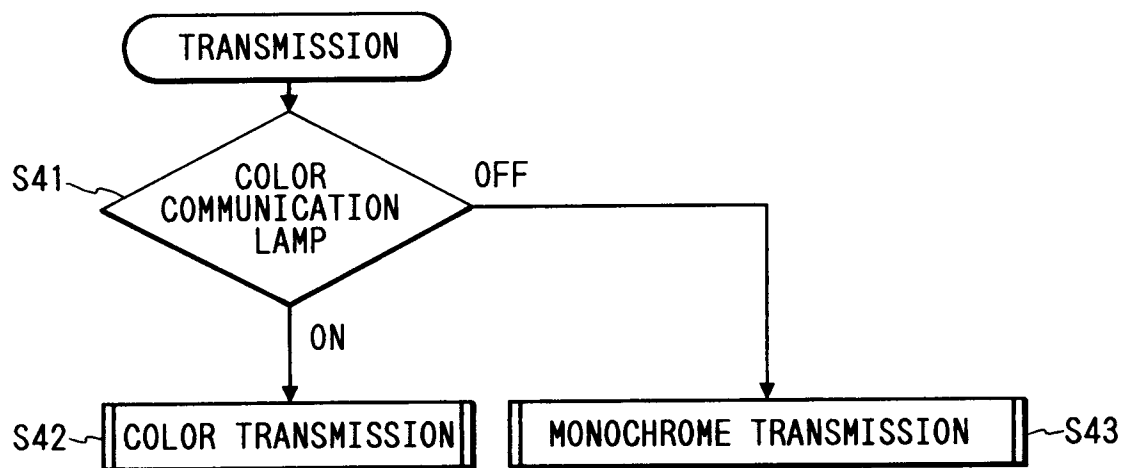 TRANSMISSION
S41
COLOR
COMMUNICATION
LAMP
OFF
ON
S42
COLOR TRANSMISSION
MONOCHROME TRANSMISSION
S43